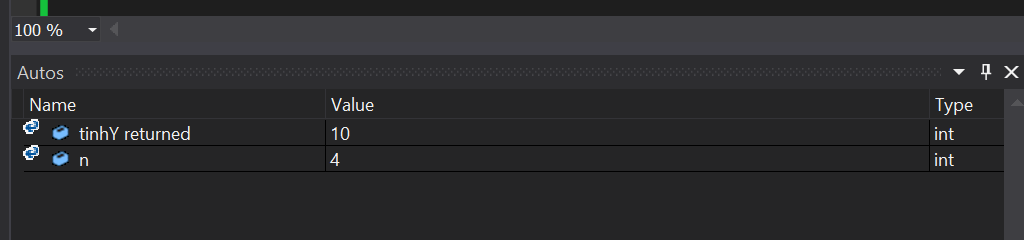 100 %
Autos
Name Value Type
tinhY returned 10 int
n 4 int